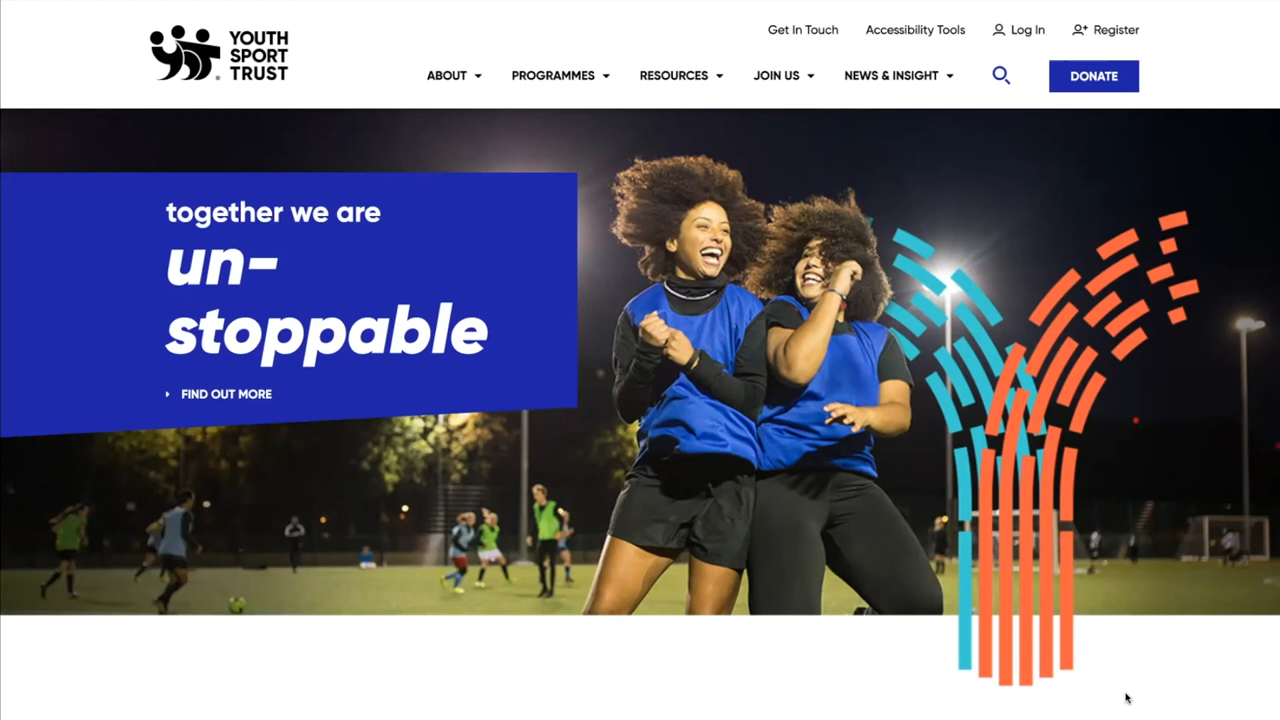 YOUTH
SPORT
TRUST
Get In Touch
Accessibility Tools
Log In
Register
ABOUT
PROGRAMMES
RESOURCES
JOIN US
NEWS & INSIGHT
DONATE
together we are
un-
stoppable
FIND OUT MORE